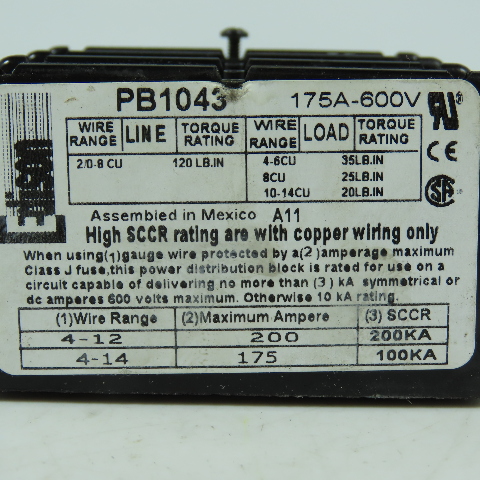 PB1043 175A-600V
WIRE RANGE LINE TORQUE RATING WIRE RANGE LOAD TORQUE RATING
2/0-8 CU 120 LB.IN 4-6CU 35LB.IN
8CU 25LB.IN
10-14CU 20LB.IN
Assembied in Mexico A11
High SCCR rating are with copper wiring only
When using(1)gauge wire protected by a(2) amperage maximum
Class J fuse,this power distribution block is rated for use on a
circuit capable of delivering no more than (3) kA symmetrical or
dc amperes 600 volts maximum. Otherwise 10 kA rating.
(1)Wire Range (2)Maximum Ampere (3) SCCR
4-12 200 200KA
4-14 175 100KA